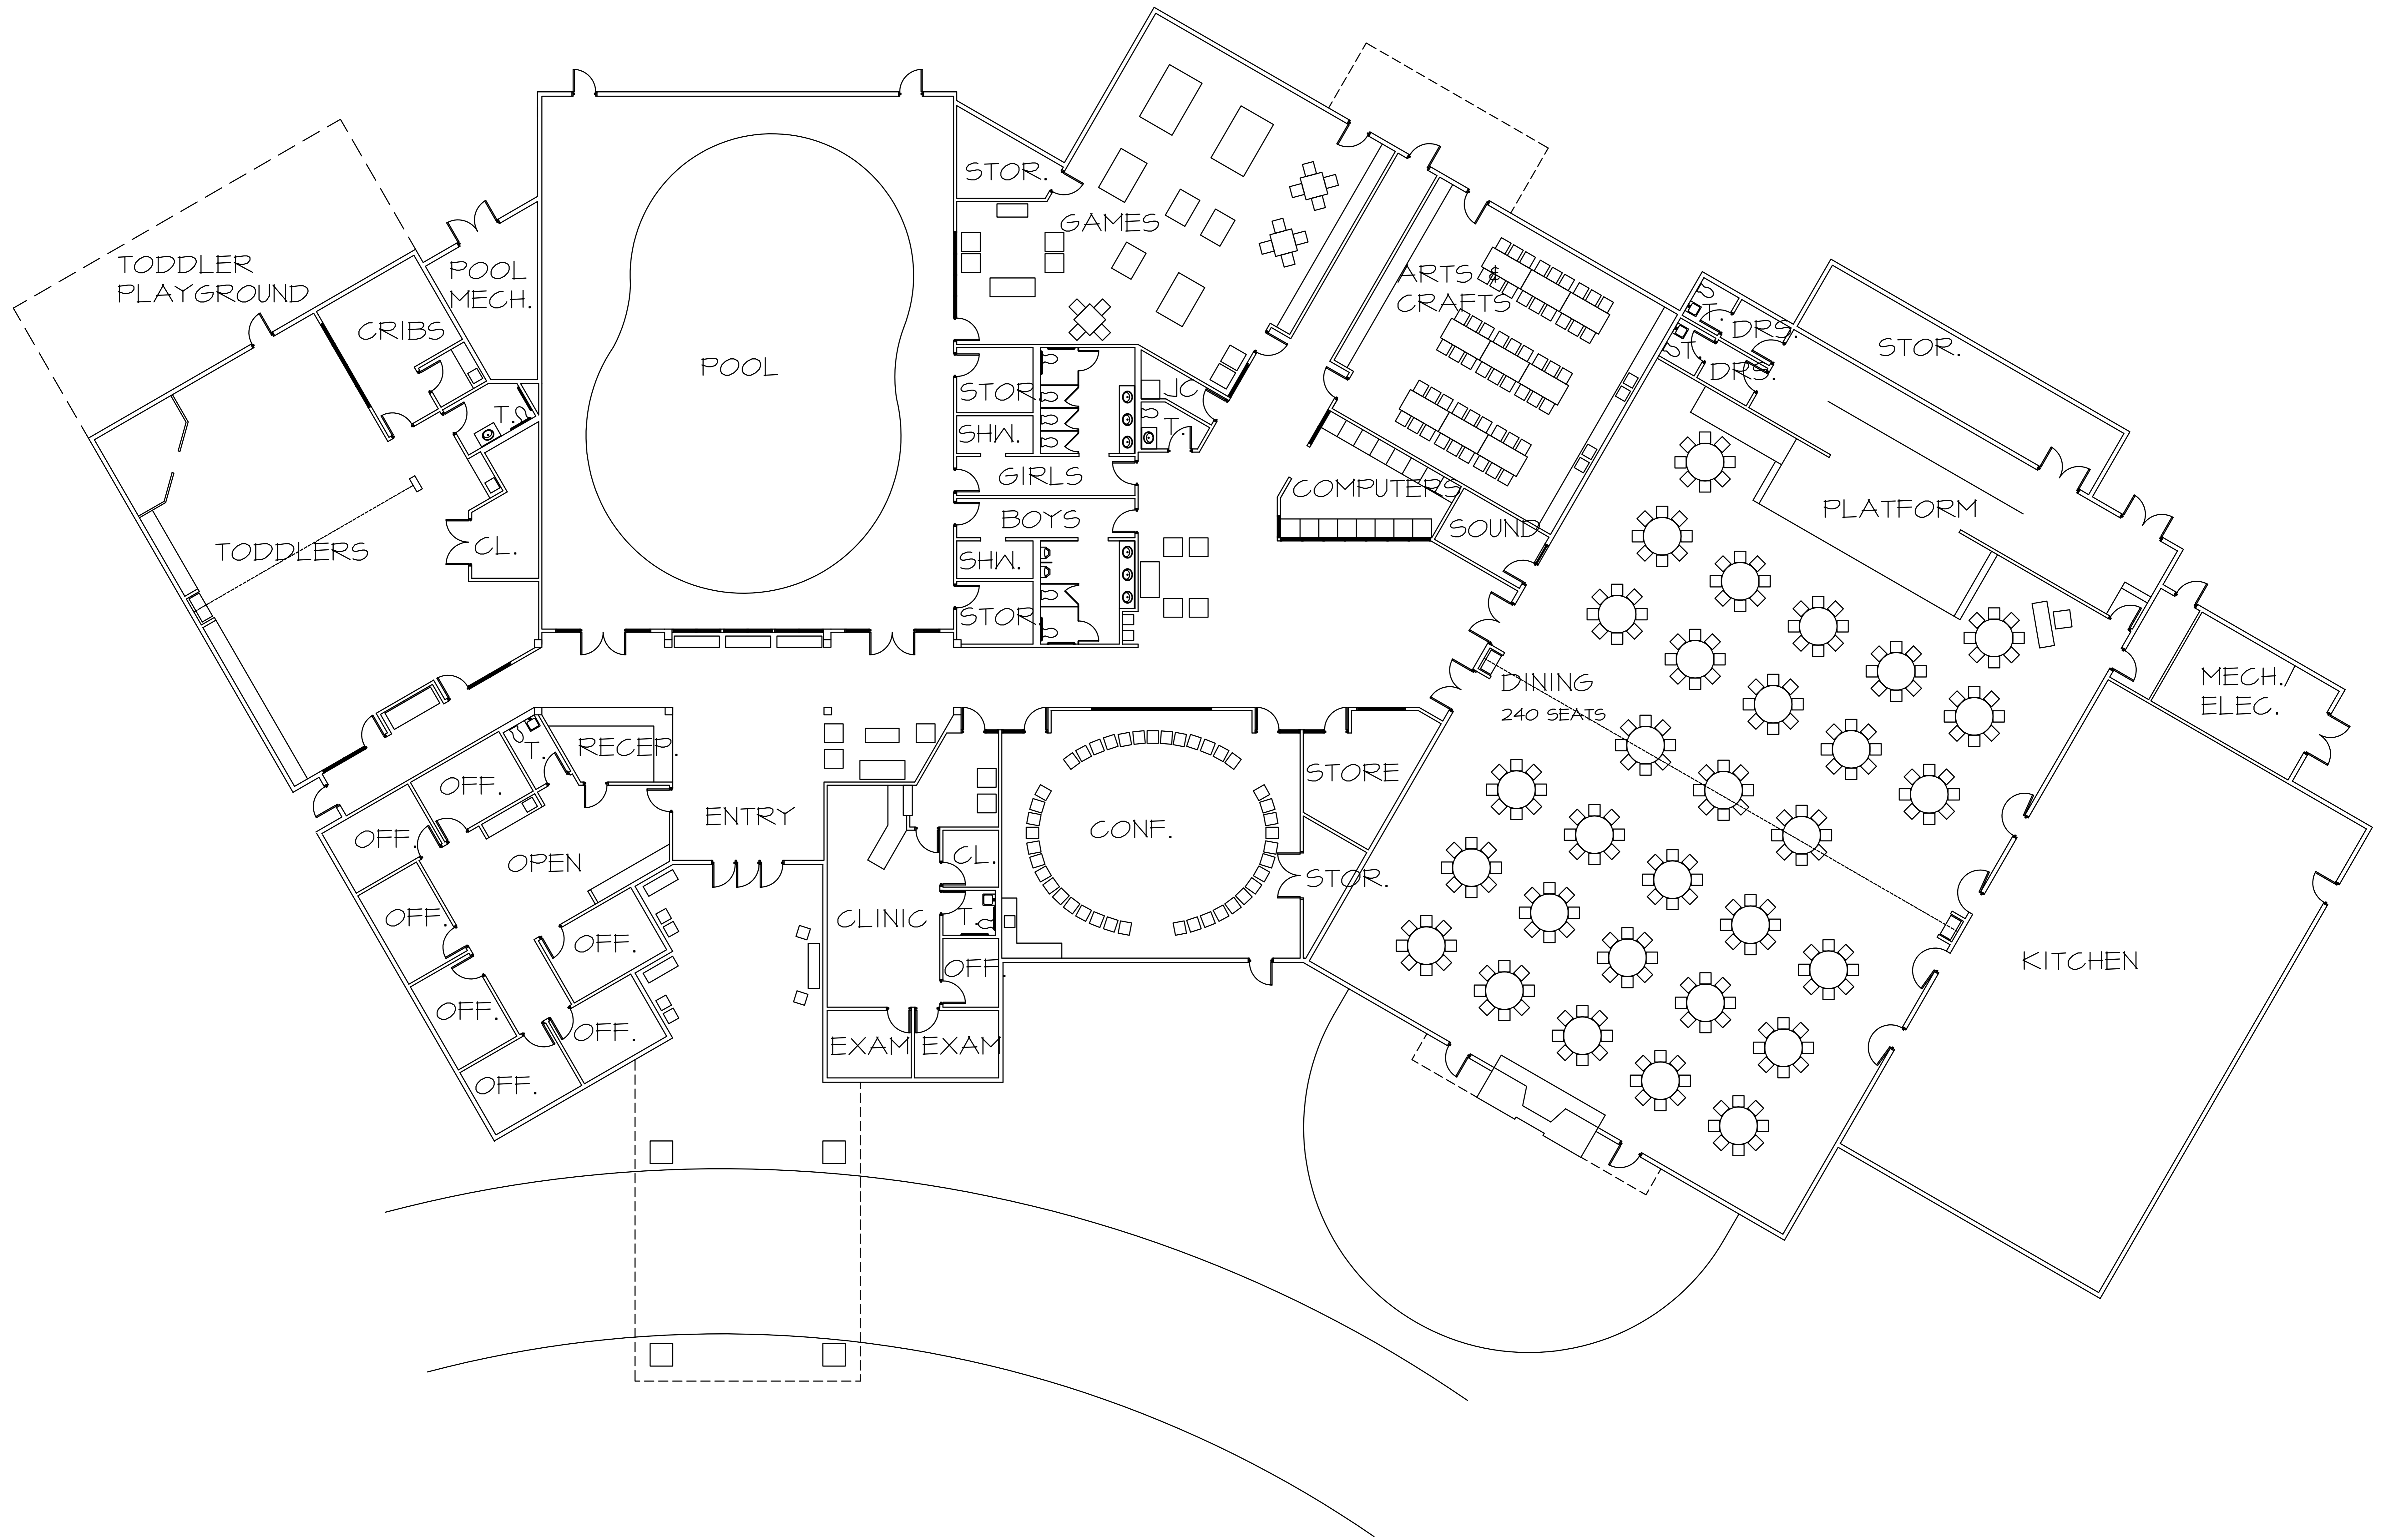 TODDLER
PLAYGROUND
POOL
MECH.
CRIBS
T.
TODDLERS
CL.
POOL
STOR.
GAMES
STOR.
SHW.
GIRLS
BOYS
SHW.
STOR.
JC
T.
ARTS &
CRAFTS
COMPUTERS
SOUND
T.
DRS.
T.
DRS.
STOR.
PLATFORM
DINING
240 SEATS
MECH./
ELEC.
KITCHEN
RECEP.
T.
OFF.
OFF.
OPEN
OFF.
OFF.
OFF.
OFF.
OFF.
ENTRY
CLINIC
CL.
T.
OFF.
EXAM
EXAM
CONF.
STORE
STOR.